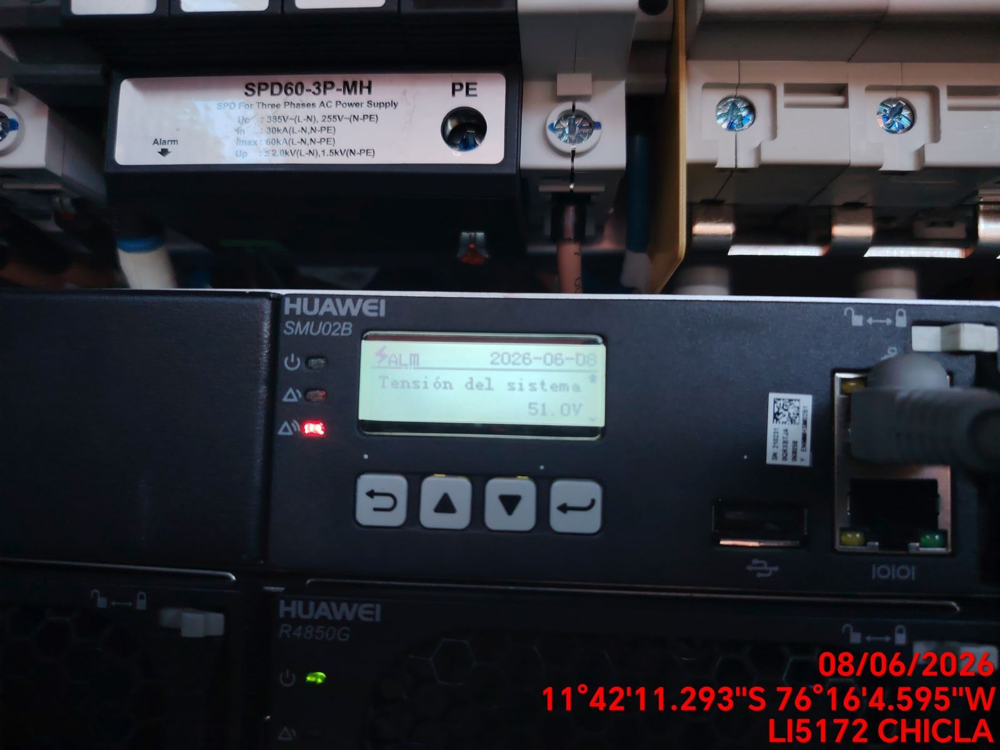 SPD60-3P-MH
PE
SPD For Three Phases AC Power Supply
Uc : 385V~(L-N), 255V~(N-PE)
In : 30kA(L-N,N-PE)
Imax : 60kA(L-N,N-PE)
Up : ≤2.0kV(L-N),1.5kV(N-PE)
Alarm
HUAWEI
SMU02B
ALM 2026-06-08
Tensión del sistema
51.0V
IOIOI
HUAWEI
R4850G
08/06/2026
11°42'11.293"S 76°16'4.595"W
LI5172 CHICLA